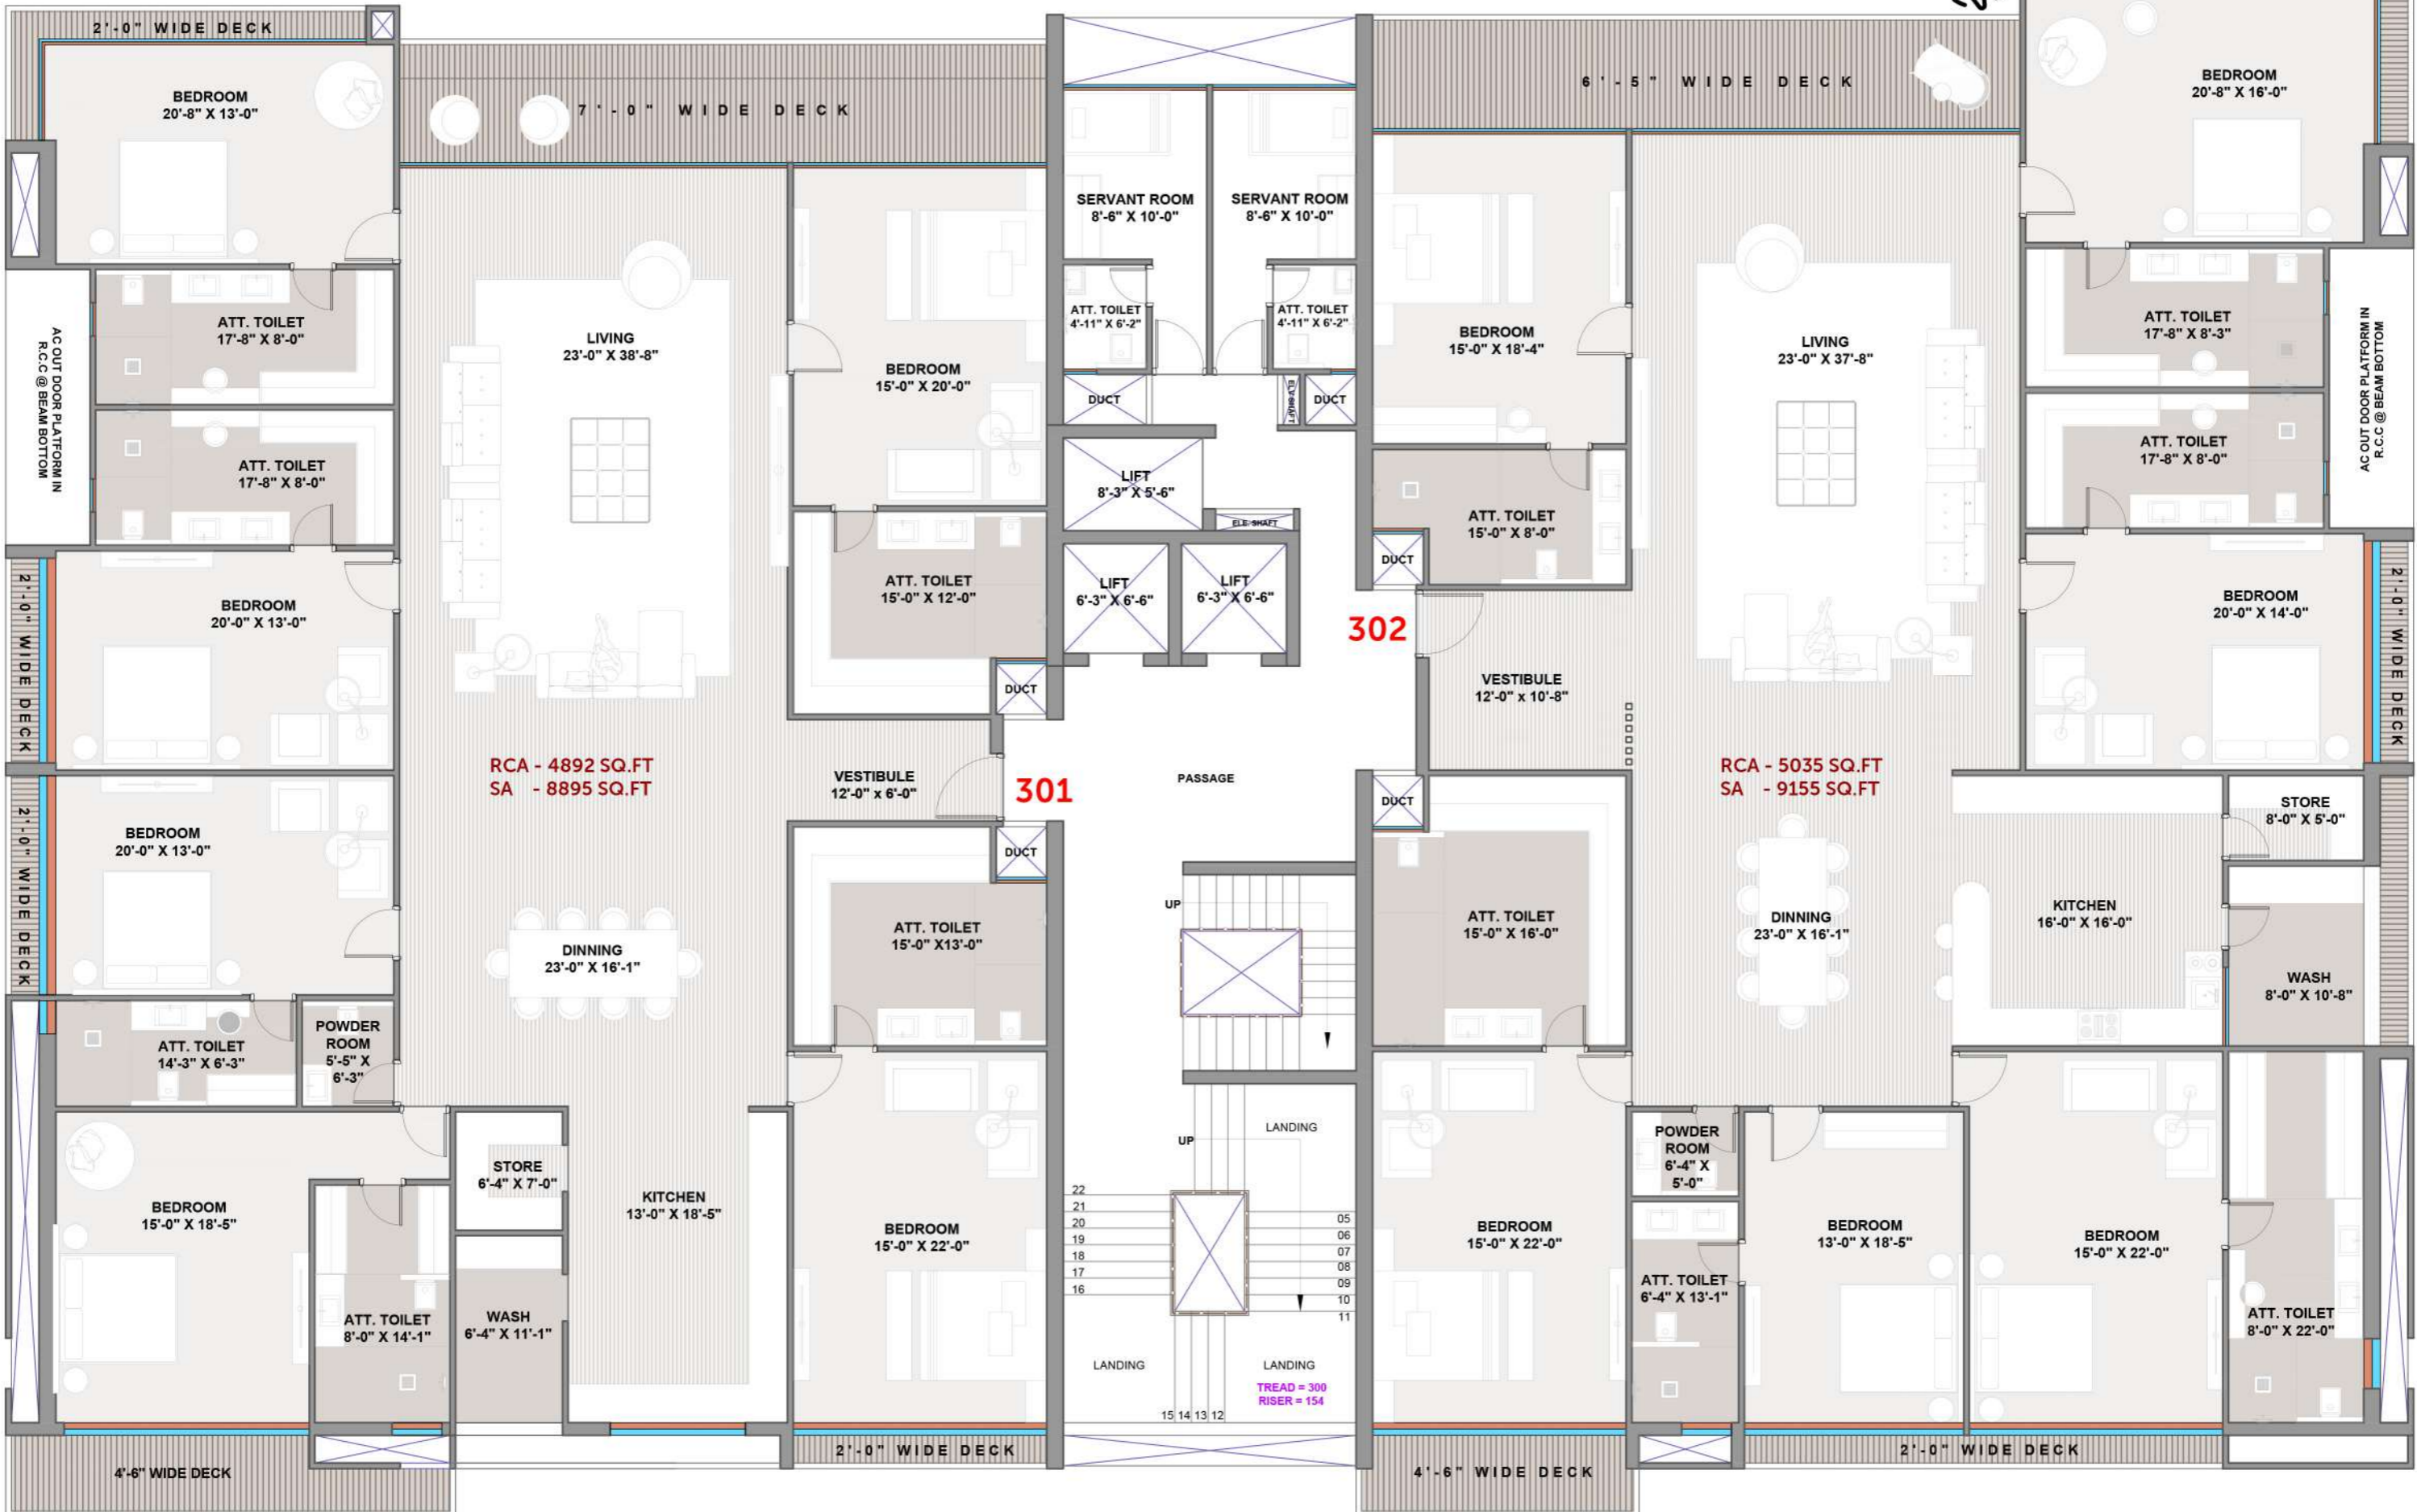 2'-0" WIDE DECK
BEDROOM
20'-8" X 13'-0"
7'-0" WIDE DECK
ATT. TOILET
17'-8" X 8'-0"
AC OUT DOOR PLATFORM IN
R.C.C @ BEAM BOTTOM
ATT. TOILET
17'-8" X 8'-0"
LIVING
23'-0" X 38'-8"
BEDROOM
15'-0" X 20'-0"
ATT. TOILET
15'-0" X 12'-0"
DUCT
2'-0" WIDE DECK
BEDROOM
20'-0" X 13'-0"
RCA - 4892 SQ.FT
SA - 8895 SQ.FT
VESTIBULE
12'-0" x 6'-0"
301
2'-0" WIDE DECK
BEDROOM
20'-0" X 13'-0"
DUCT
ATT. TOILET
15'-0" X13'-0"
DINNING
23'-0" X 16'-1"
ATT. TOILET
14'-3" X 6'-3"
POWDER
ROOM
5'-5" X
6'-3"
BEDROOM
15'-0" X 18'-5"
ATT. TOILET
8'-0" X 14'-1"
STORE
6'-4" X 7'-0"
WASH
6'-4" X 11'-1"
KITCHEN
13'-0" X 18'-5"
BEDROOM
15'-0" X 22'-0"
4'-6" WIDE DECK
2'-0" WIDE DECK
SERVANT ROOM
8'-6" X 10'-0"
SERVANT ROOM
8'-6" X 10'-0"
ATT. TOILET
4'-11" X 6'-2"
ATT. TOILET
4'-11" X 6'-2"
DUCT
ELE. SHAFT
DUCT
LIFT
8'-3" X 5'-6"
ELE. SHAFT
LIFT
6'-3" X 6'-6"
LIFT
6'-3" X 6'-6"
PASSAGE
UP
UP
LANDING
22
21
20
19
18
17
16
05
06
07
08
09
10
11
LANDING
LANDING
TREAD = 300
RISER = 154
15 14 13 12
6'-5" WIDE DECK
BEDROOM
20'-8" X 16'-0"
BEDROOM
15'-0" X 18'-4"
LIVING
23'-0" X 37'-8"
ATT. TOILET
17'-8" X 8'-3"
AC OUT DOOR PLATFORM IN
R.C.C @ BEAM BOTTOM
ATT. TOILET
17'-8" X 8'-0"
ATT. TOILET
15'-0" X 8'-0"
DUCT
302
VESTIBULE
12'-0" x 10'-8"
BEDROOM
20'-0" X 14'-0"
2'-0" WIDE DECK
RCA - 5035 SQ.FT
SA - 9155 SQ.FT
DUCT
STORE
8'-0" X 5'-0"
ATT. TOILET
15'-0" X 16'-0"
DINNING
23'-0" X 16'-1"
KITCHEN
16'-0" X 16'-0"
WASH
8'-0" X 10'-8"
POWDER
ROOM
6'-4" X
5'-0"
BEDROOM
15'-0" X 22'-0"
ATT. TOILET
6'-4" X 13'-1"
BEDROOM
13'-0" X 18'-5"
BEDROOM
15'-0" X 22'-0"
ATT. TOILET
8'-0" X 22'-0"
4'-6" WIDE DECK
2'-0" WIDE DECK